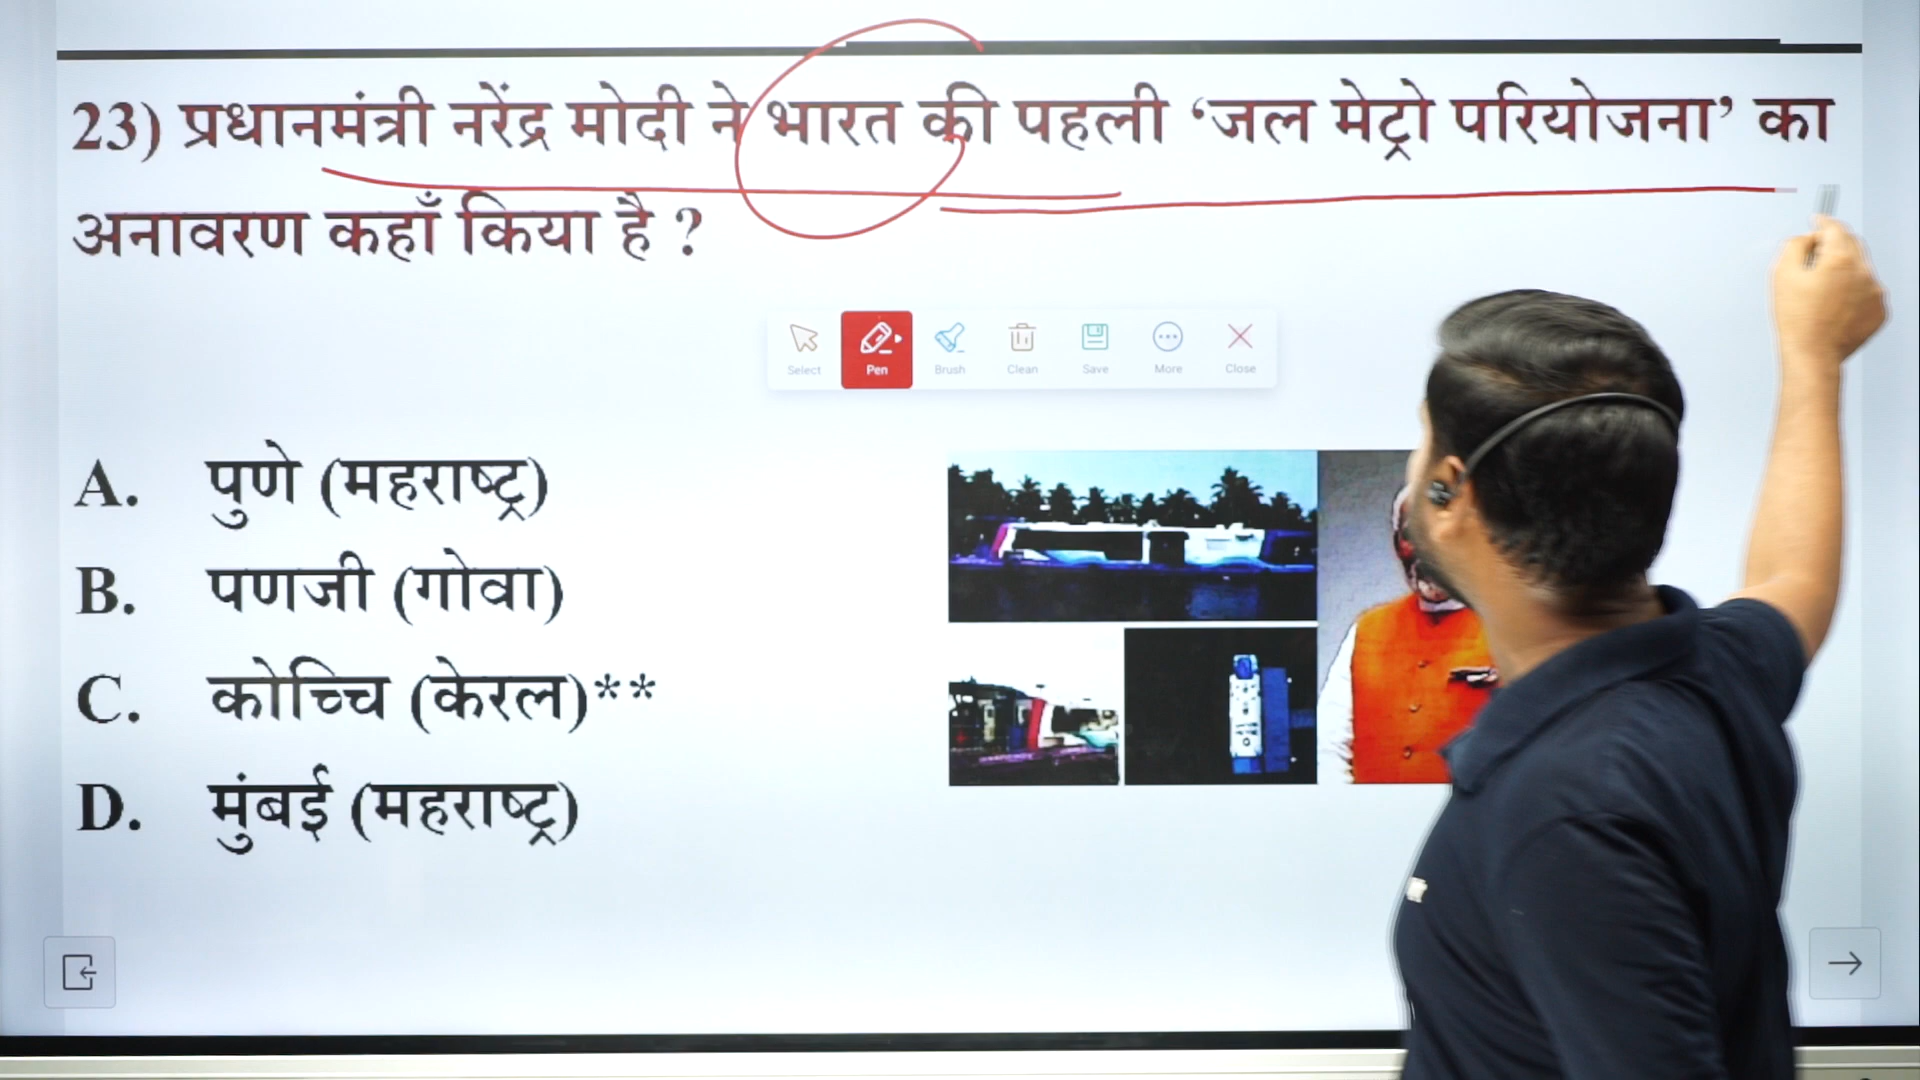 23) प्रधानमंत्री नरेंद्र मोदी ने भारत की पहली ‘जल मेट्रो परियोजना’ का
अनावरण कहाँ किया है ?
Select Pen Brush Clean Save More Close
A. पुणे (महराष्ट्र)
B. पणजी (गोवा)
C. कोच्चि (केरल)**
D. मुंबई (महराष्ट्र)